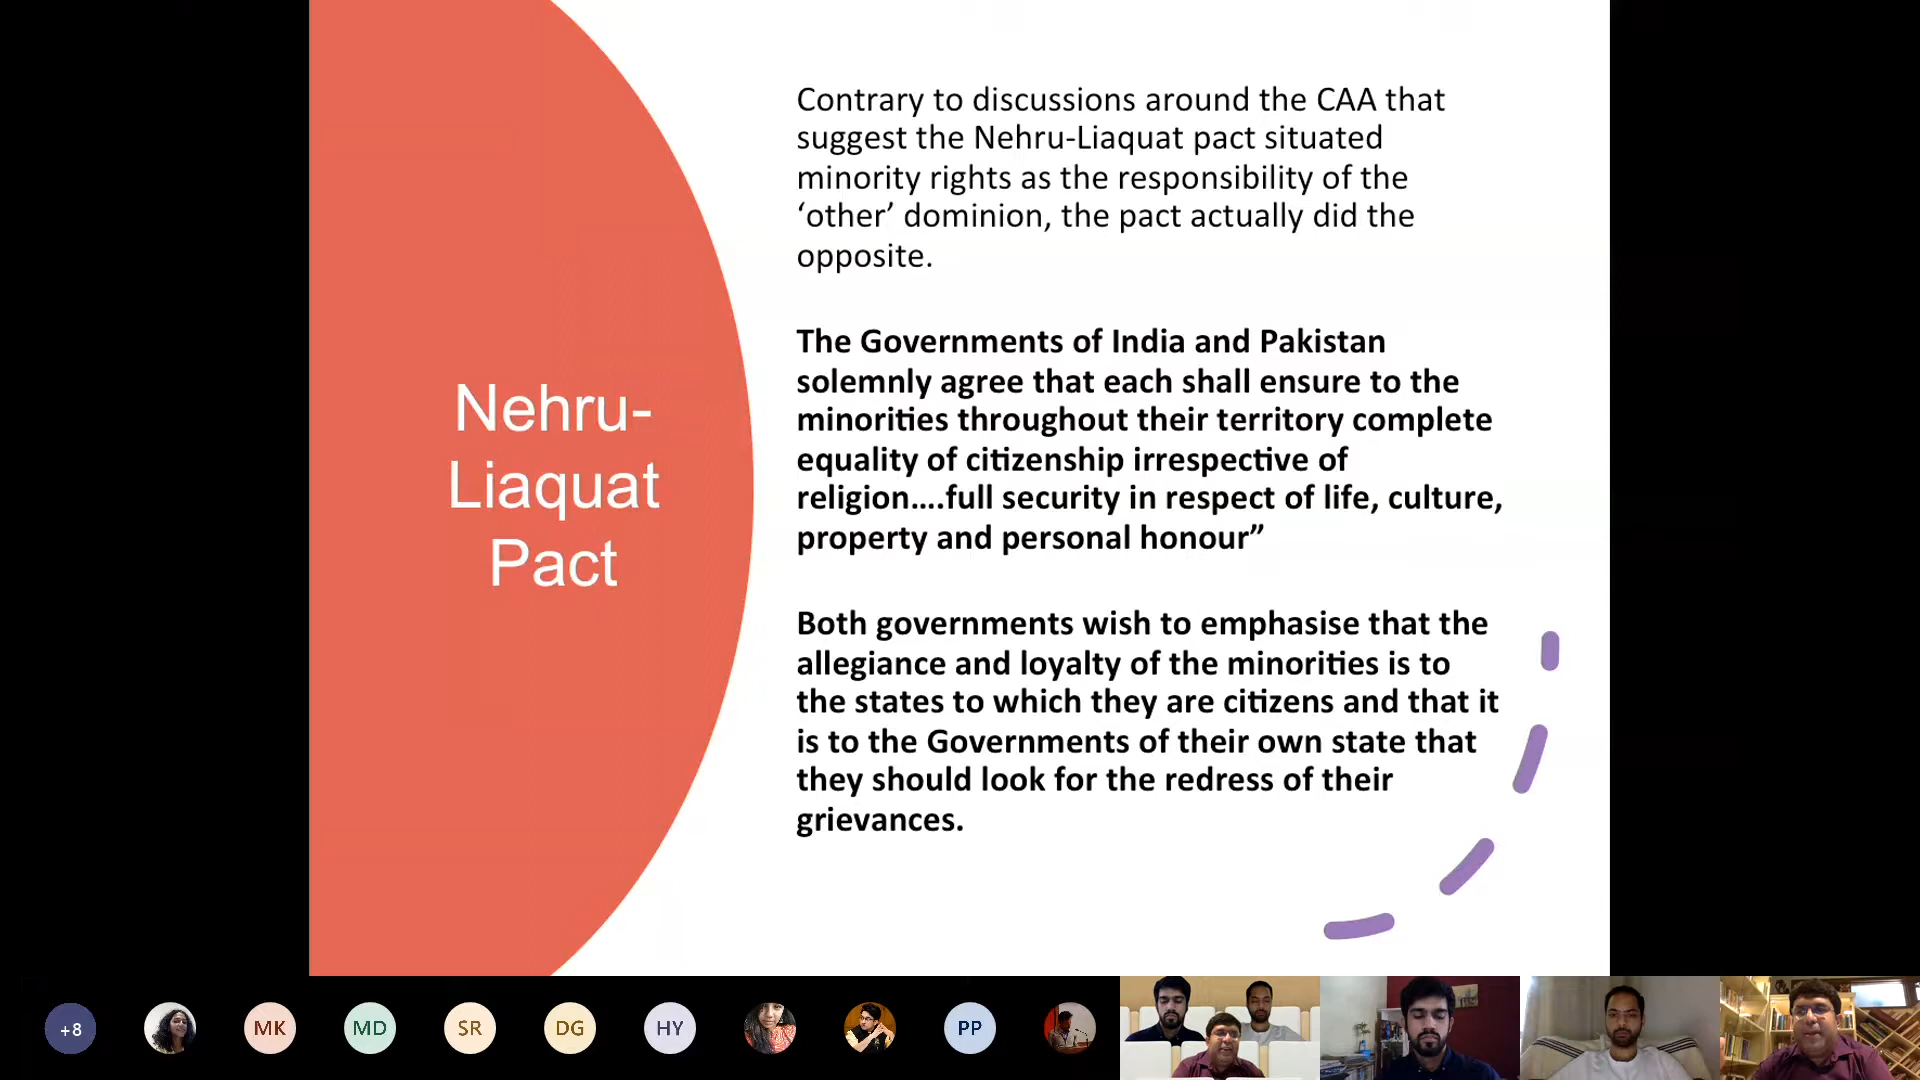 Nehru-
Liaquat
Pact
Contrary to discussions around the CAA that
suggest the Nehru-Liaquat pact situated
minority rights as the responsibility of the
‘other’ dominion, the pact actually did the
opposite.
The Governments of India and Pakistan
solemnly agree that each shall ensure to the
minorities throughout their territory complete
equality of citizenship irrespective of
religion....full security in respect of life, culture,
property and personal honour”
Both governments wish to emphasise that the
allegiance and loyalty of the minorities is to
the states to which they are citizens and that it
is to the Governments of their own state that
they should look for the redress of their
grievances.
+8 MK MD SR DG HY PP